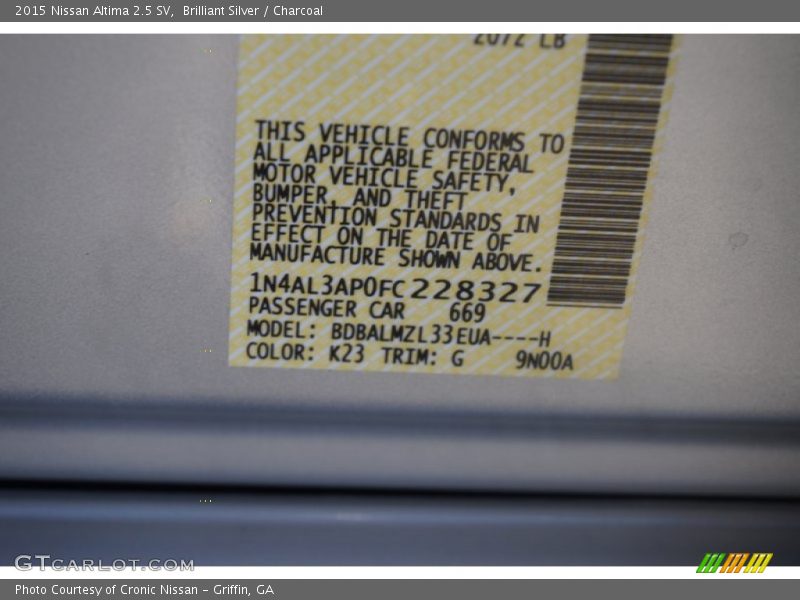 2015 Nissan Altima 2.5 SV,  Brilliant Silver / Charcoal
2072 LB
THIS VEHICLE CONFORMS TO
ALL APPLICABLE FEDERAL
MOTOR VEHICLE SAFETY,
BUMPER, AND THEFT
PREVENTION STANDARDS IN
EFFECT ON THE DATE OF
MANUFACTURE SHOWN ABOVE.
1N4AL3AP0FC228327
PASSENGER CAR 669
MODEL: BDBALMZL33EUA----H
COLOR: K23 TRIM: G 9N00A
GTCARLOT.COM
Photo Courtesy of Cronic Nissan - Griffin, GA